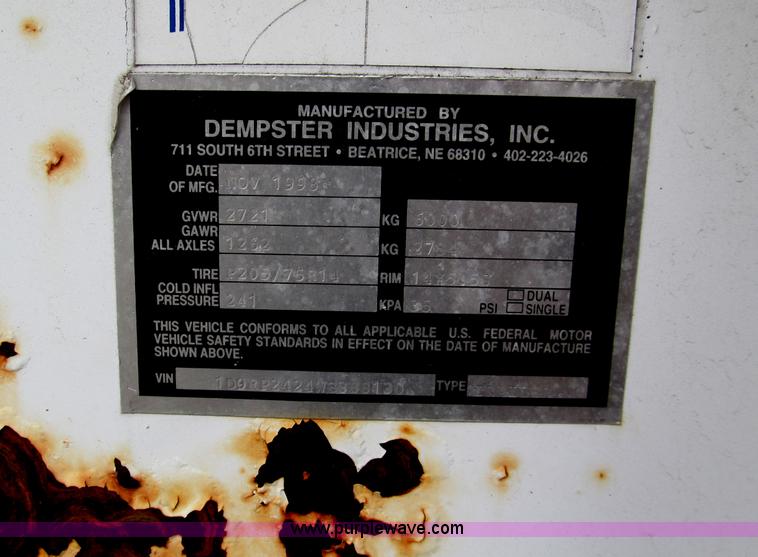 MANUFACTURED BY
DEMPSTER INDUSTRIES, INC.
711 SOUTH 6TH STREET • BEATRICE, NE 68310 • 402-223-4026
DATE OF MFG. NOV 1998
GVWR 2721 KG 6000
GAWR ALL AXLES KG
TIRE P205/75R14 RIM
COLD INFL PRESSURE 241 KPA 35 PSI DUAL SINGLE
THIS VEHICLE CONFORMS TO ALL APPLICABLE U.S. FEDERAL MOTOR
VEHICLE SAFETY STANDARDS IN EFFECT ON THE DATE OF MANUFACTURE
SHOWN ABOVE.
VIN TYPE
www.purplewave.com